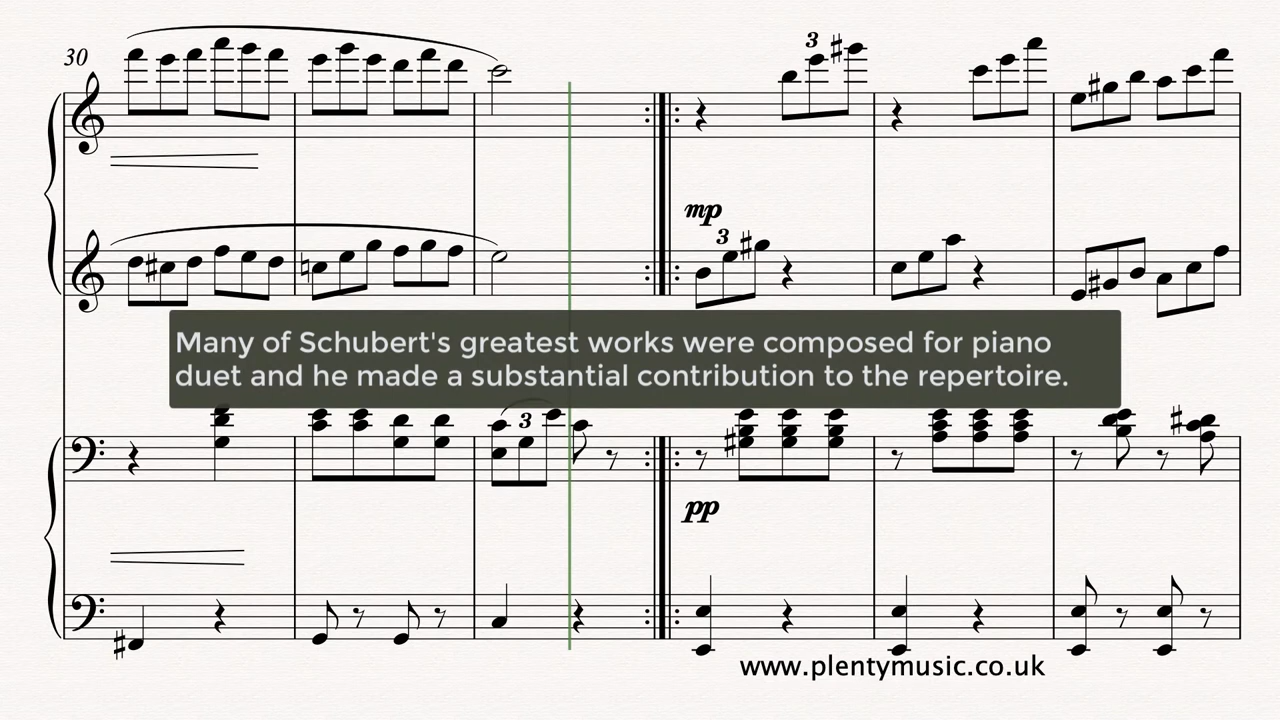 30
3
mp
3
Many of Schubert's greatest works were composed for piano
duet and he made a substantial contribution to the repertoire.
3
pp
www.plentymusic.co.uk